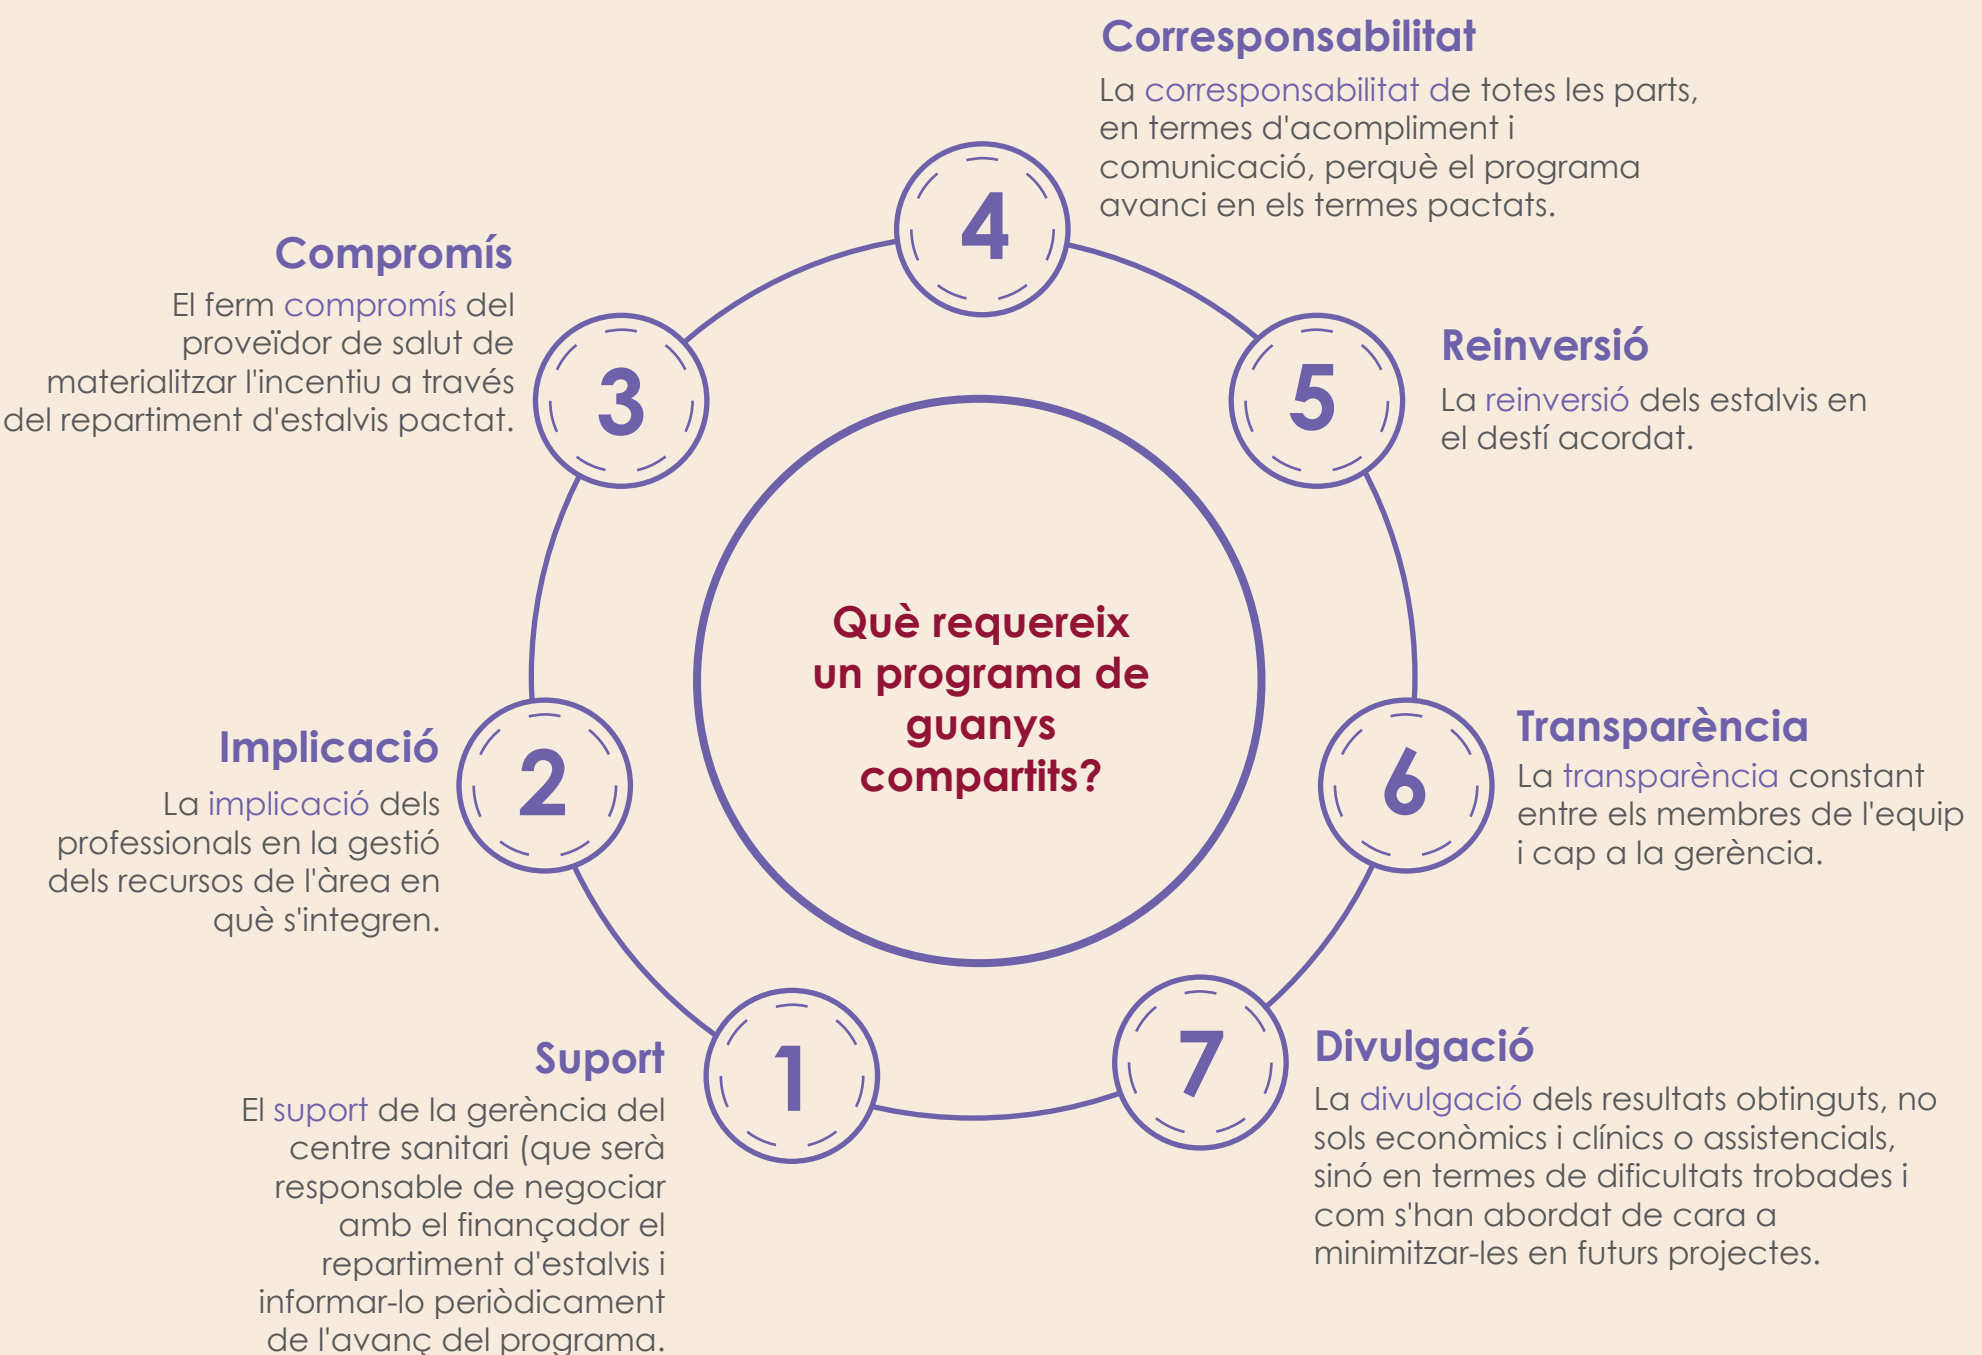 Què requereix
un programa de
guanys
compartits?
1
Suport
El suport de la gerència del
centre sanitari (que serà
responsable de negociar
amb el finançador el
repartiment d'estalvis i
informar-lo periòdicament
de l'avanç del programa.
2
Implicació
La implicació dels
professionals en la gestió
dels recursos de l'àrea en
què s'integren.
3
Compromís
El ferm compromís del
proveïdor de salut de
materialitzar l'incentiu a través
del repartiment d'estalvis pactat.
4
Corresponsabilitat
La corresponsabilitat de totes les parts,
en termes d'acompliment i
comunicació, perquè el programa
avanci en els termes pactats.
5
Reinversió
La reinversió dels estalvis en
el destí acordat.
6
Transparència
La transparència constant
entre els membres de l'equip
i cap a la gerència.
7
Divulgació
La divulgació dels resultats obtinguts, no
sols econòmics i clínics o assistencials,
sinó en termes de dificultats trobades i
com s'han abordat de cara a
minimitzar-les en futurs projectes.